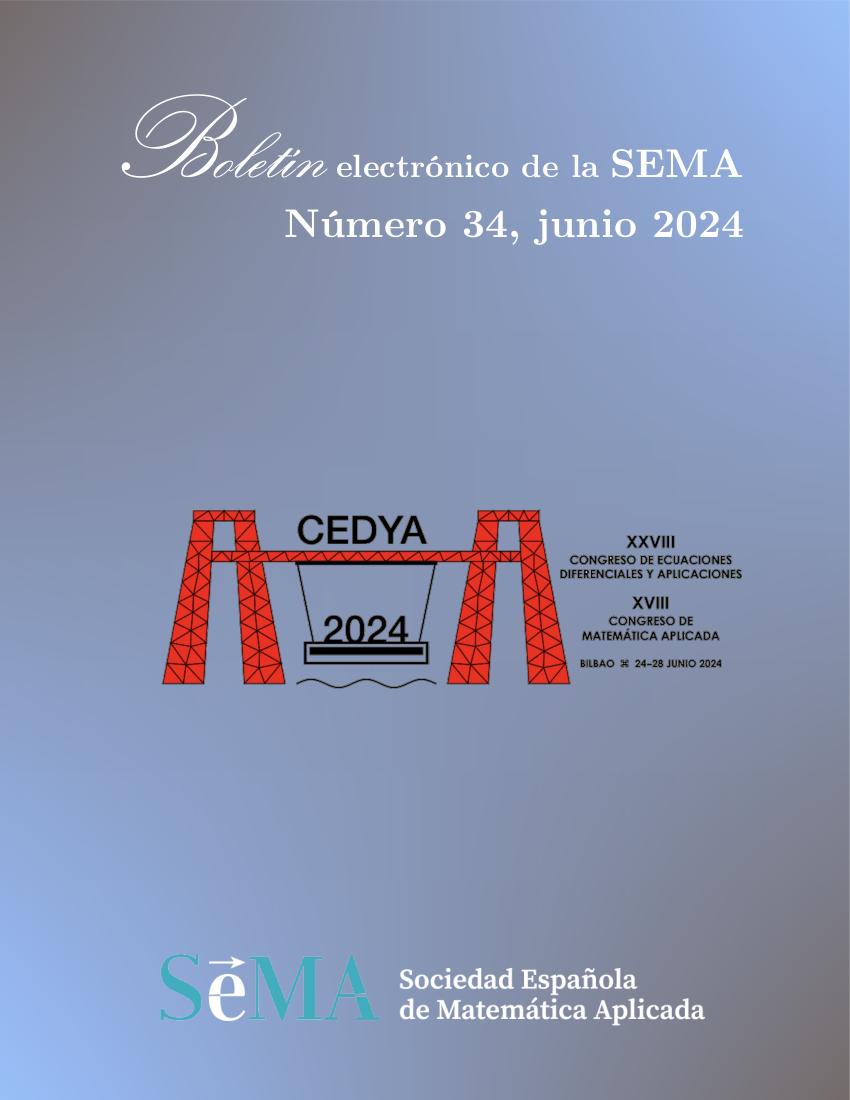 Boletín electrónico de la SEMA
Número 34, junio 2024
CEDYA
2024
XXVIII
CONGRESO DE ECUACIONES
DIFERENCIALES Y APLICACIONES
XVIII
CONGRESO DE
MATEMÁTICA APLICADA
BILBAO ⌘ 24–28 JUNIO 2024
SeMA
Sociedad Española
de Matemática Aplicada